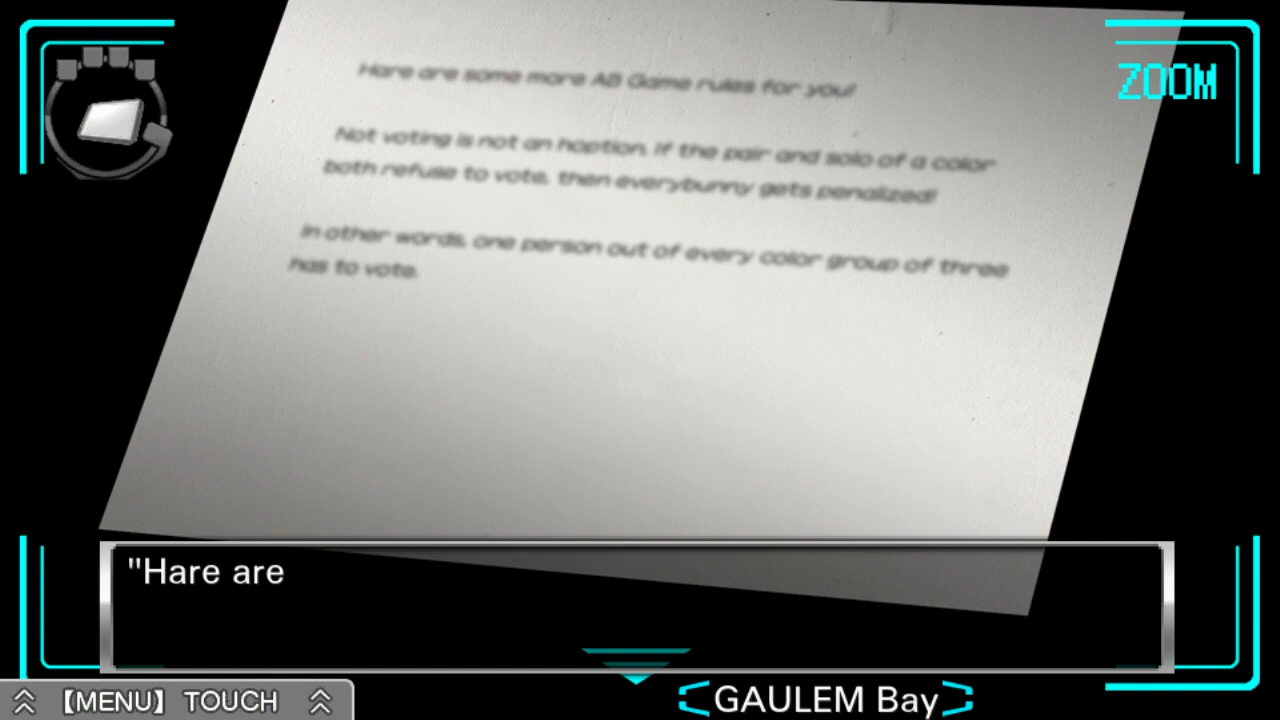 Hare are some more AB Game rules for you!
Not voting is not an hoption. If the pair and solo of a color
both refuse to vote, then everybunny gets penalized!
In other words, one person out of every color group of three
has to vote.
ZOOM
"Hare are
【MENU】 TOUCH
GAULEM Bay